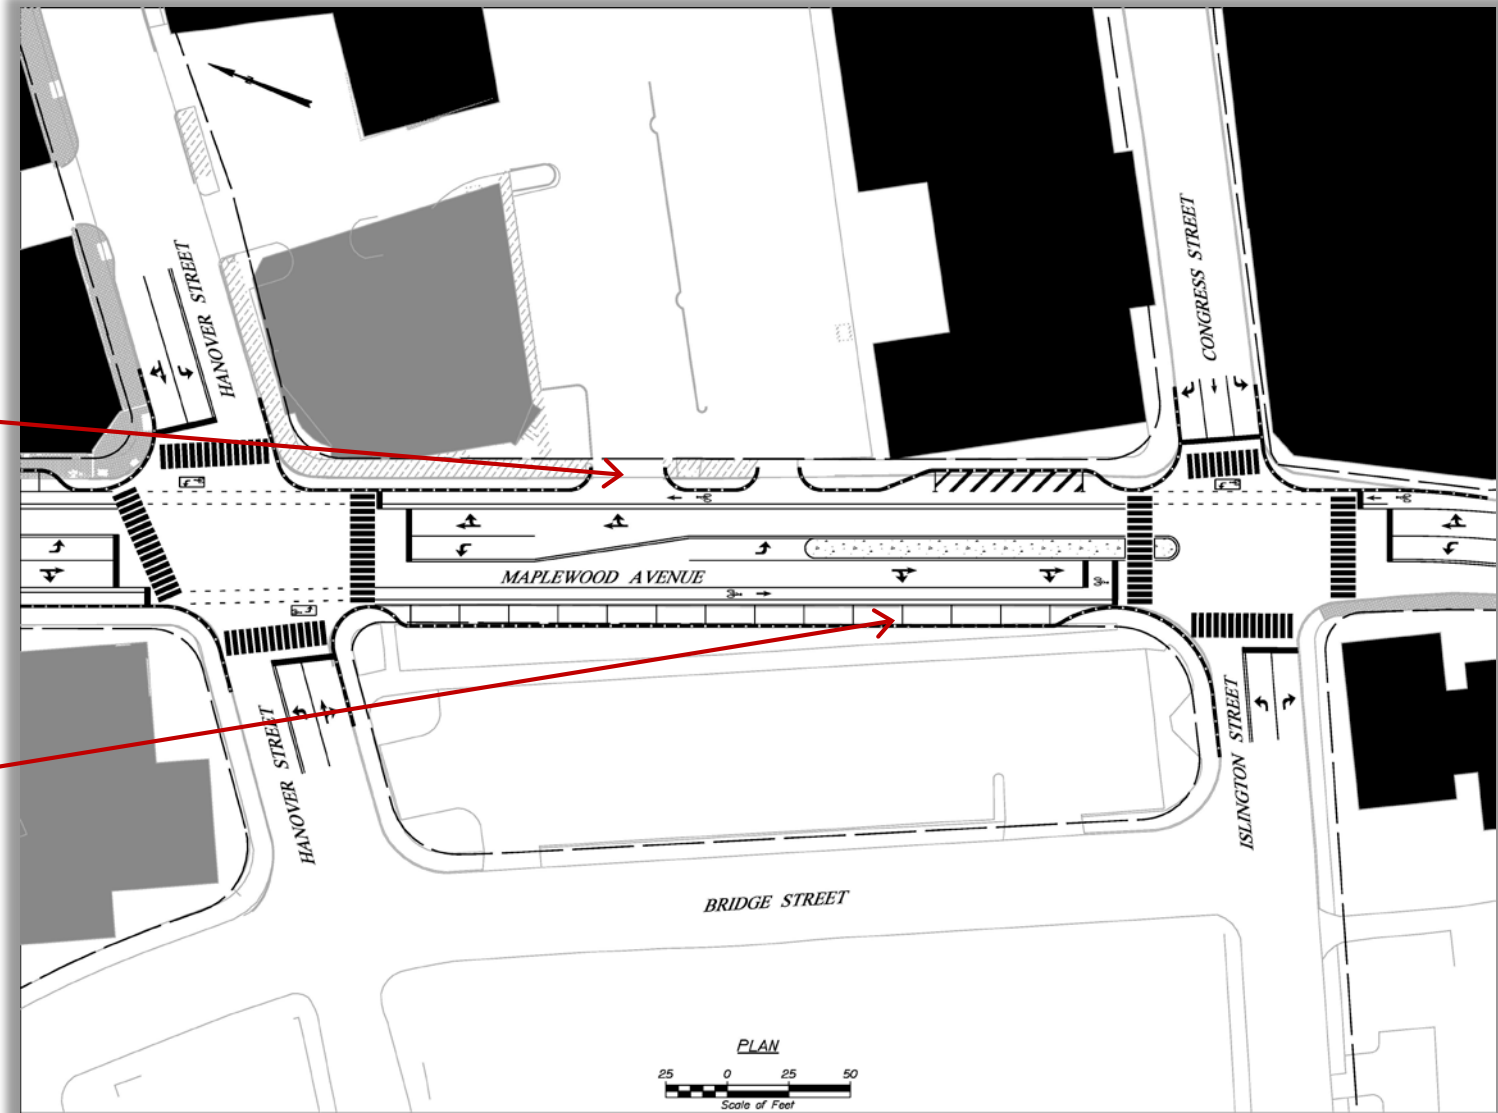 HANOVER STREET
CONGRESS STREET
MAPLEWOOD AVENUE
HANOVER STREET
ISLINGTON STREET
BRIDGE STREET
PLAN
25 0 25 50
Scale of Feet